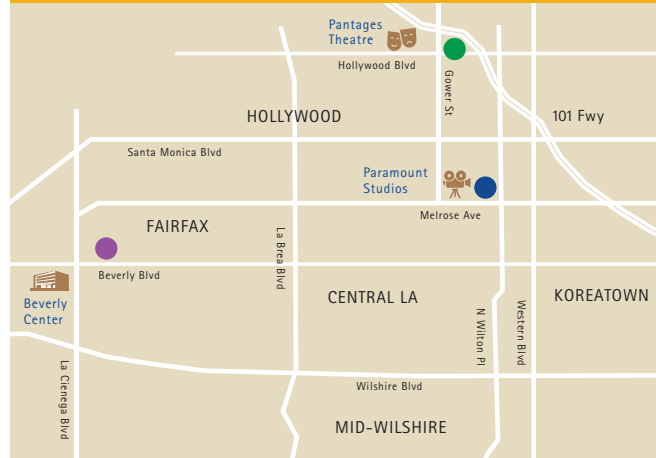 Pantages
Theatre
Hollywood Blvd
Gower St
HOLLYWOOD
101 Fwy
Santa Monica Blvd
Paramount
Studios
Melrose Ave
FAIRFAX
La Brea Blvd
Beverly Blvd
Beverly
Center
CENTRAL LA
KOREATOWN
N Wilton Pl
Western Blvd
La Cienega Blvd
Wilshire Blvd
MID-WILSHIRE